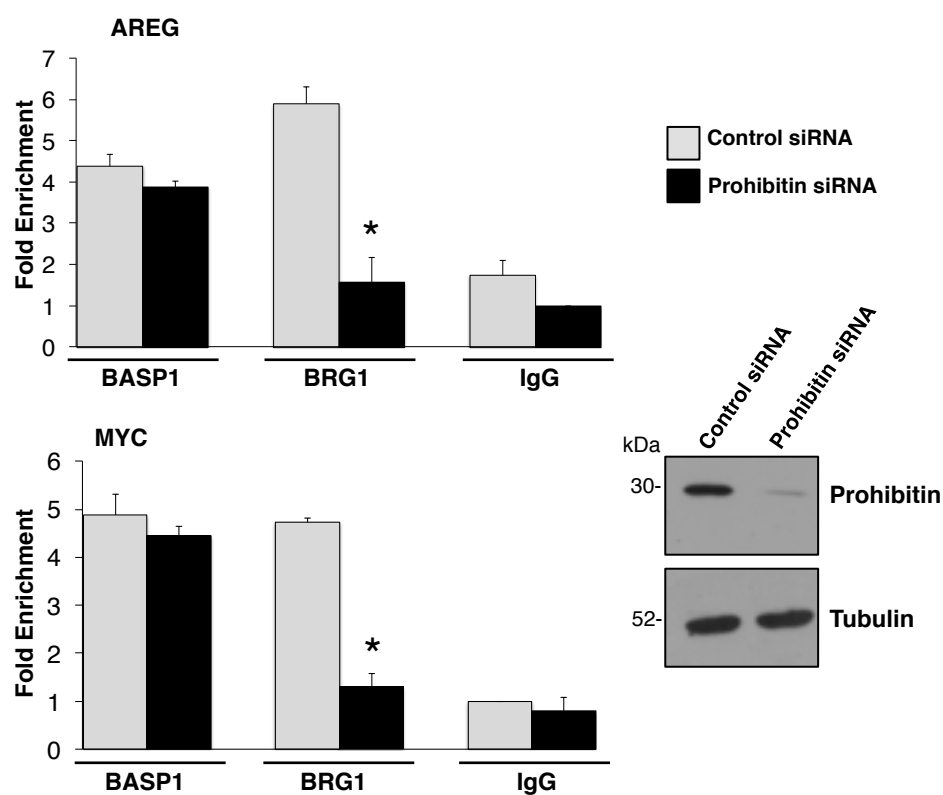 AREG
7
6
5
4
3
2
1
0
Fold Enrichment
*
BASP1
BRG1
IgG
Control siRNA
Prohibitin siRNA
MYC
6
5
4
3
2
1
0
Fold Enrichment
*
BASP1
BRG1
IgG
Control siRNA
Prohibitin siRNA
kDa
30-
Prohibitin
52-
Tubulin